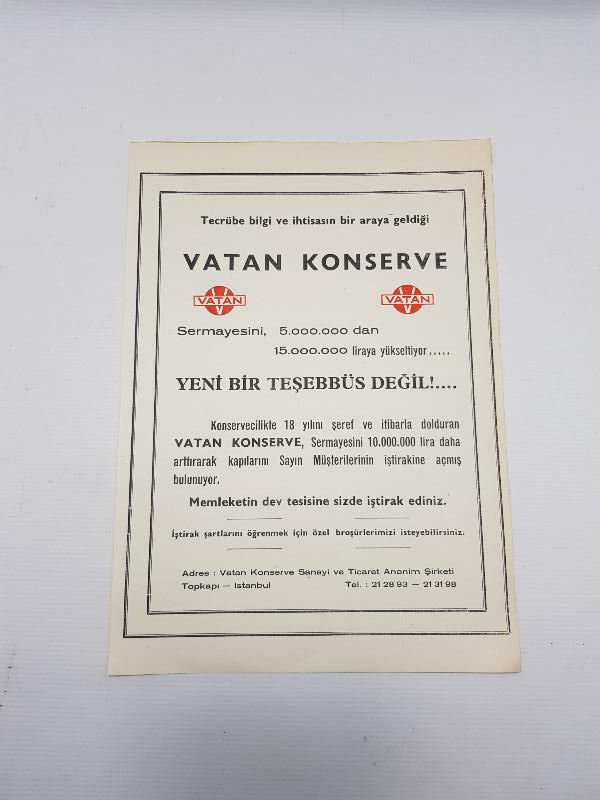 Tecrübe bilgi ve ihtisasın bir araya geldiği
VATAN KONSERVE
VATAN VATAN
Sermayesini, 5.000.000 dan
15.000.000 liraya yükseltiyor.....
YENİ BİR TEŞEBBÜS DEĞİL!....
Konservecilikte 18 yılını şeref ve itibarla dolduran
VATAN KONSERVE, Sermayesini 10.000.000 lira daha
arttırarak kapılarını Sayın Müşterilerinin iştirakine açmış
bulunuyor.
Memleketin dev tesisine sizde iştirak ediniz.
İştirak şartlarını öğrenmek için özel broşürlerimizi isteyebilirsiniz.
Adres : Vatan Konserve Sanayi ve Ticaret Anonim Şirketi
Topkapı — Istanbul Tel. : 21 28 93 — 21 31 98